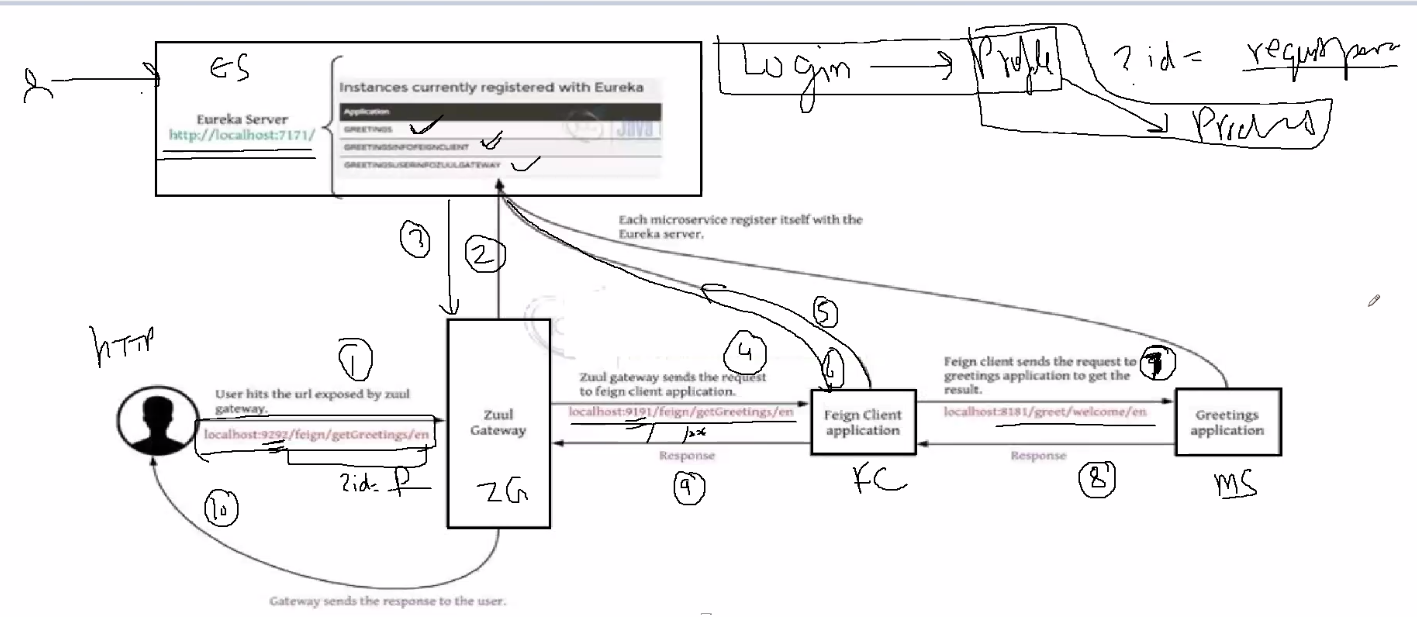 ES
Eureka Server
http://localhost:7171/
Instances currently registered with Eureka
Application
GREETINGS
GREETINGSINFOFEIGNCLIENT
GREETINGSUSERINFOZUULGATEWAY
Java
Login
Profile
?id=
Each microservice register itself with the
Eureka server.
3
2
5
4
6
HTTP
1
User hits the url exposed by zuul
gateway.
localhost:9292/feign/getGreetings/en
?id= P
10
Zuul
Gateway
ZG
Zuul gateway sends the request
to feign client application.
localhost:9191/feign/getGreetings/en
Response
9
Feign Client
application
FC
Feign client sends the request to
greetings application to get the
result.
7
localhost:8181/greet/welcome/en
Response
8
Greetings
application
MS
Gateway sends the response to the user.